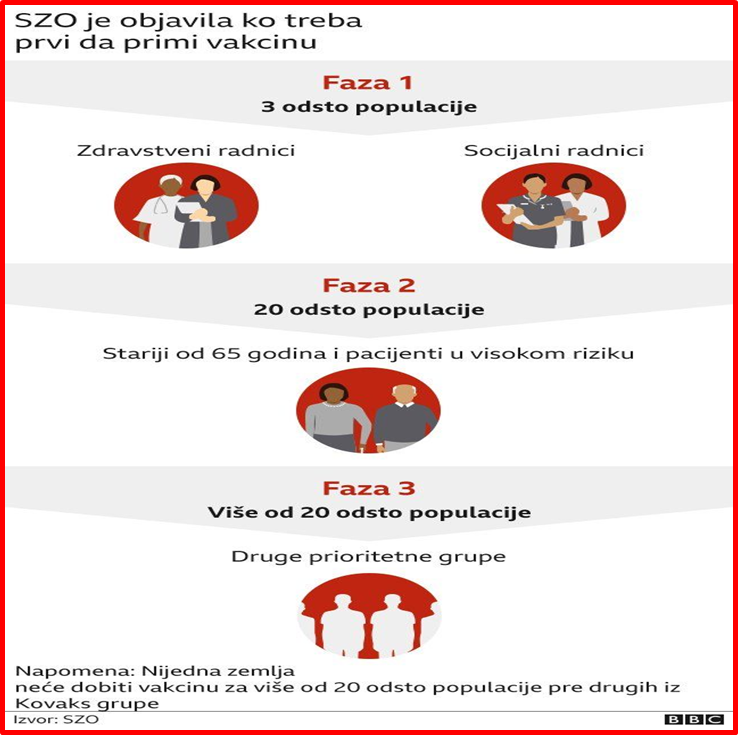 SZO je objavila ko treba
prvi da primi vakcinu
Faza 1
3 odsto populacije
Zdravstveni radnici
Socijalni radnici
Faza 2
20 odsto populacije
Stariji od 65 godina i pacijenti u visokom riziku
Faza 3
Više od 20 odsto populacije
Druge prioritetne grupe
Napomena: Nijedna zemlja
neće dobiti vakcinu za više od 20 odsto populacije pre drugih iz
Kovaks grupe
Izvor: SZO
BBC